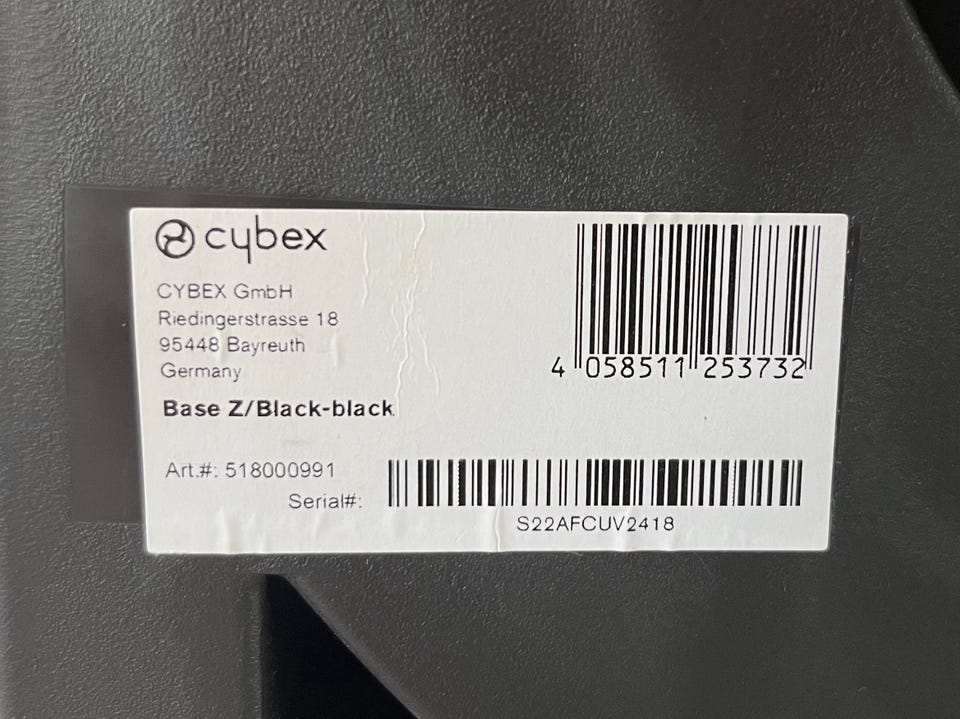 cybex
CYBEX GmbH
Riedingerstrasse 18
95448 Bayreuth
Germany
Base Z/Black-black
4 058511 253732
Art.#: 518000991
Serial#:
S22AFCUV2418